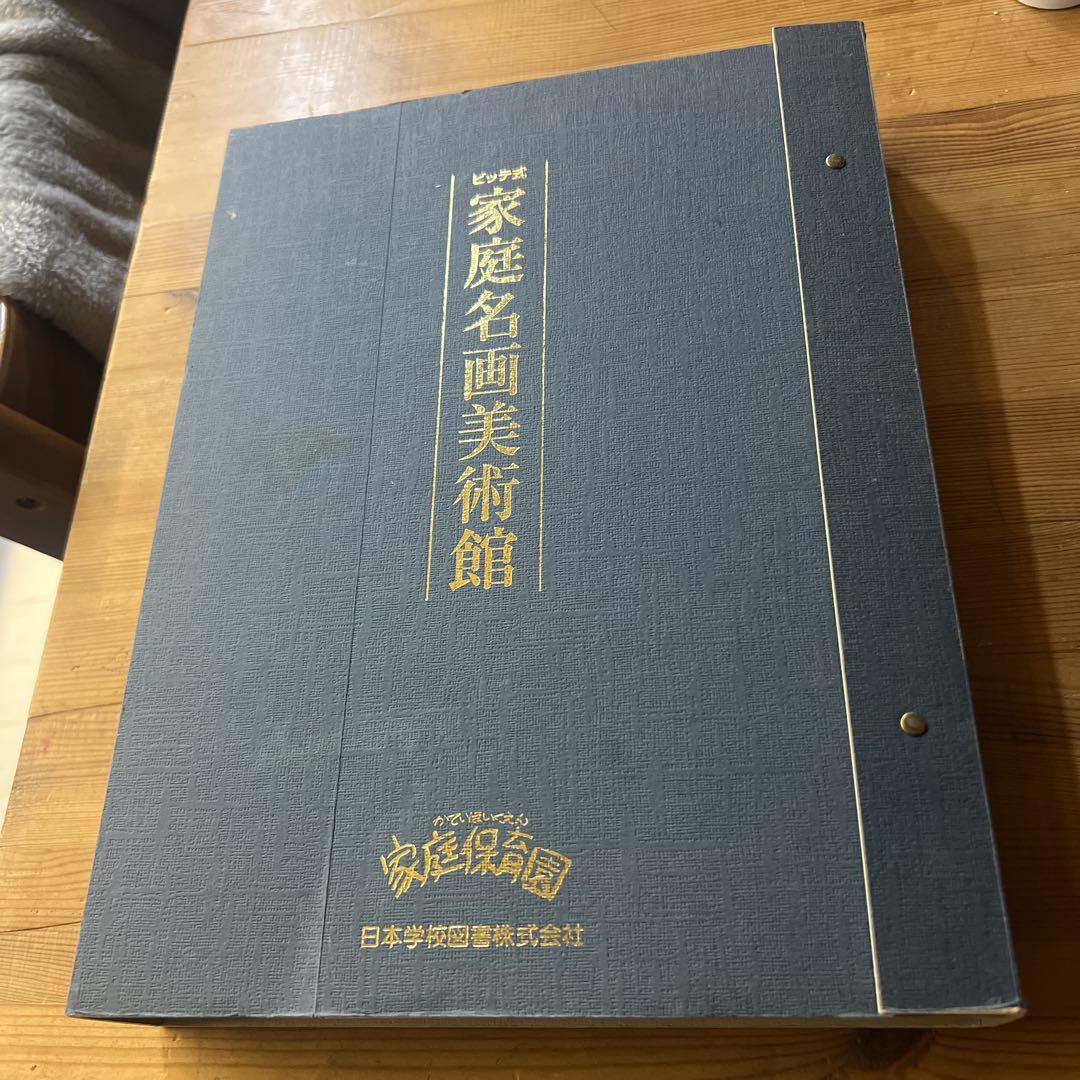 ピッテ式
家庭名画美術館
かていほいくえん
家庭保育園
日本学校図書株式会社